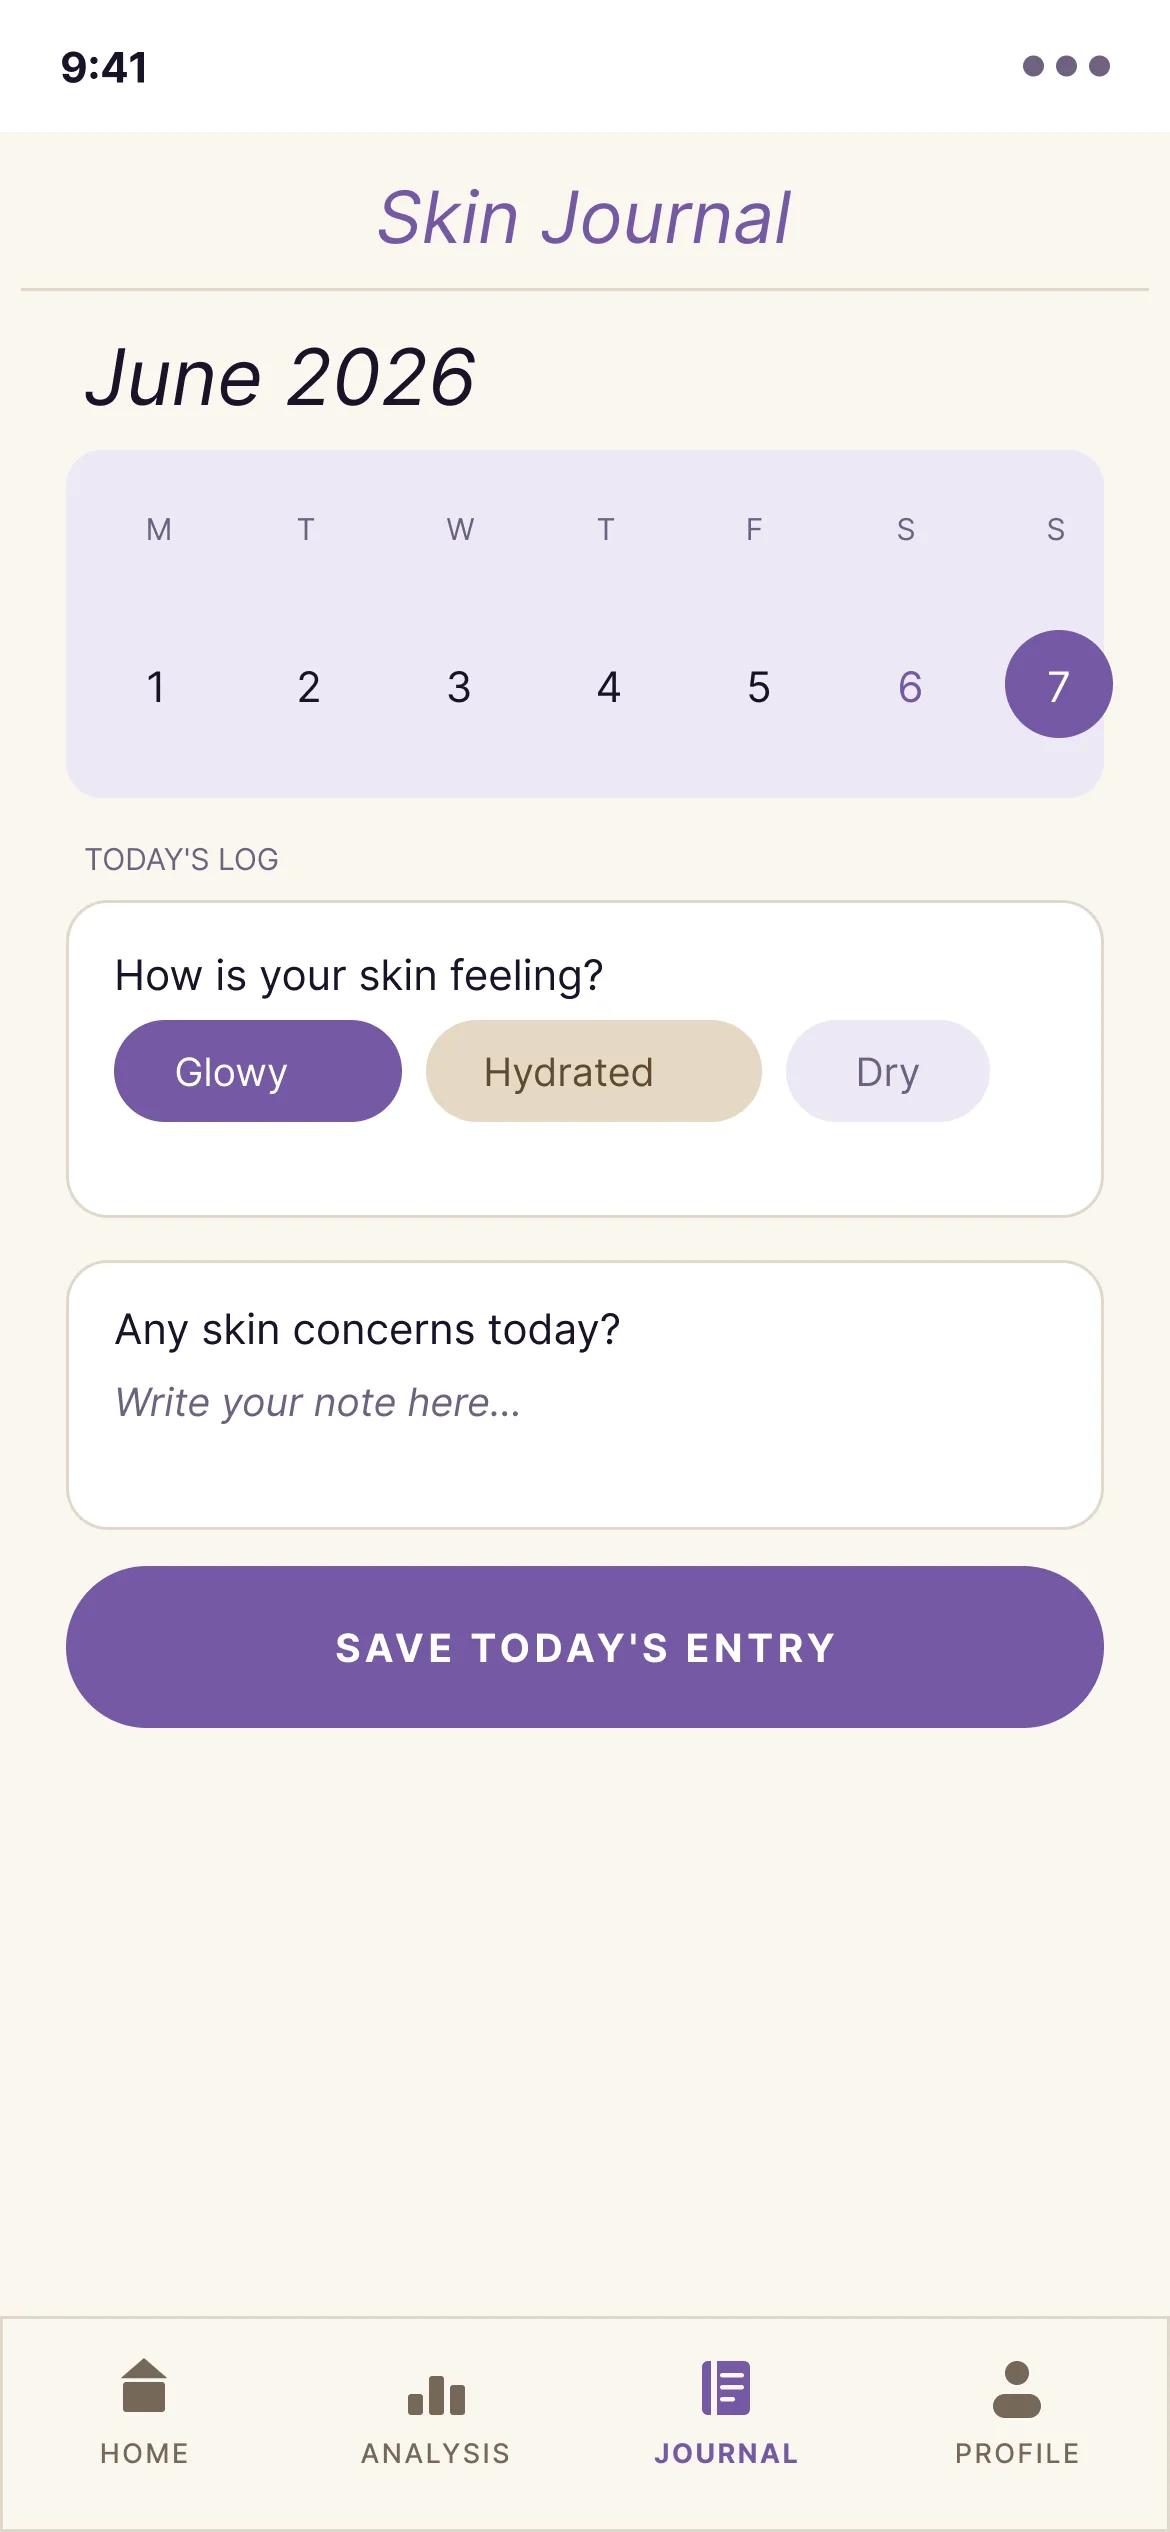 9:41
Skin Journal
June 2026
M T W T F S S
1 2 3 4 5 6 7
TODAY'S LOG
How is your skin feeling?
Glowy Hydrated Dry
Any skin concerns today?
Write your note here...
SAVE TODAY'S ENTRY
HOME ANALYSIS JOURNAL PROFILE